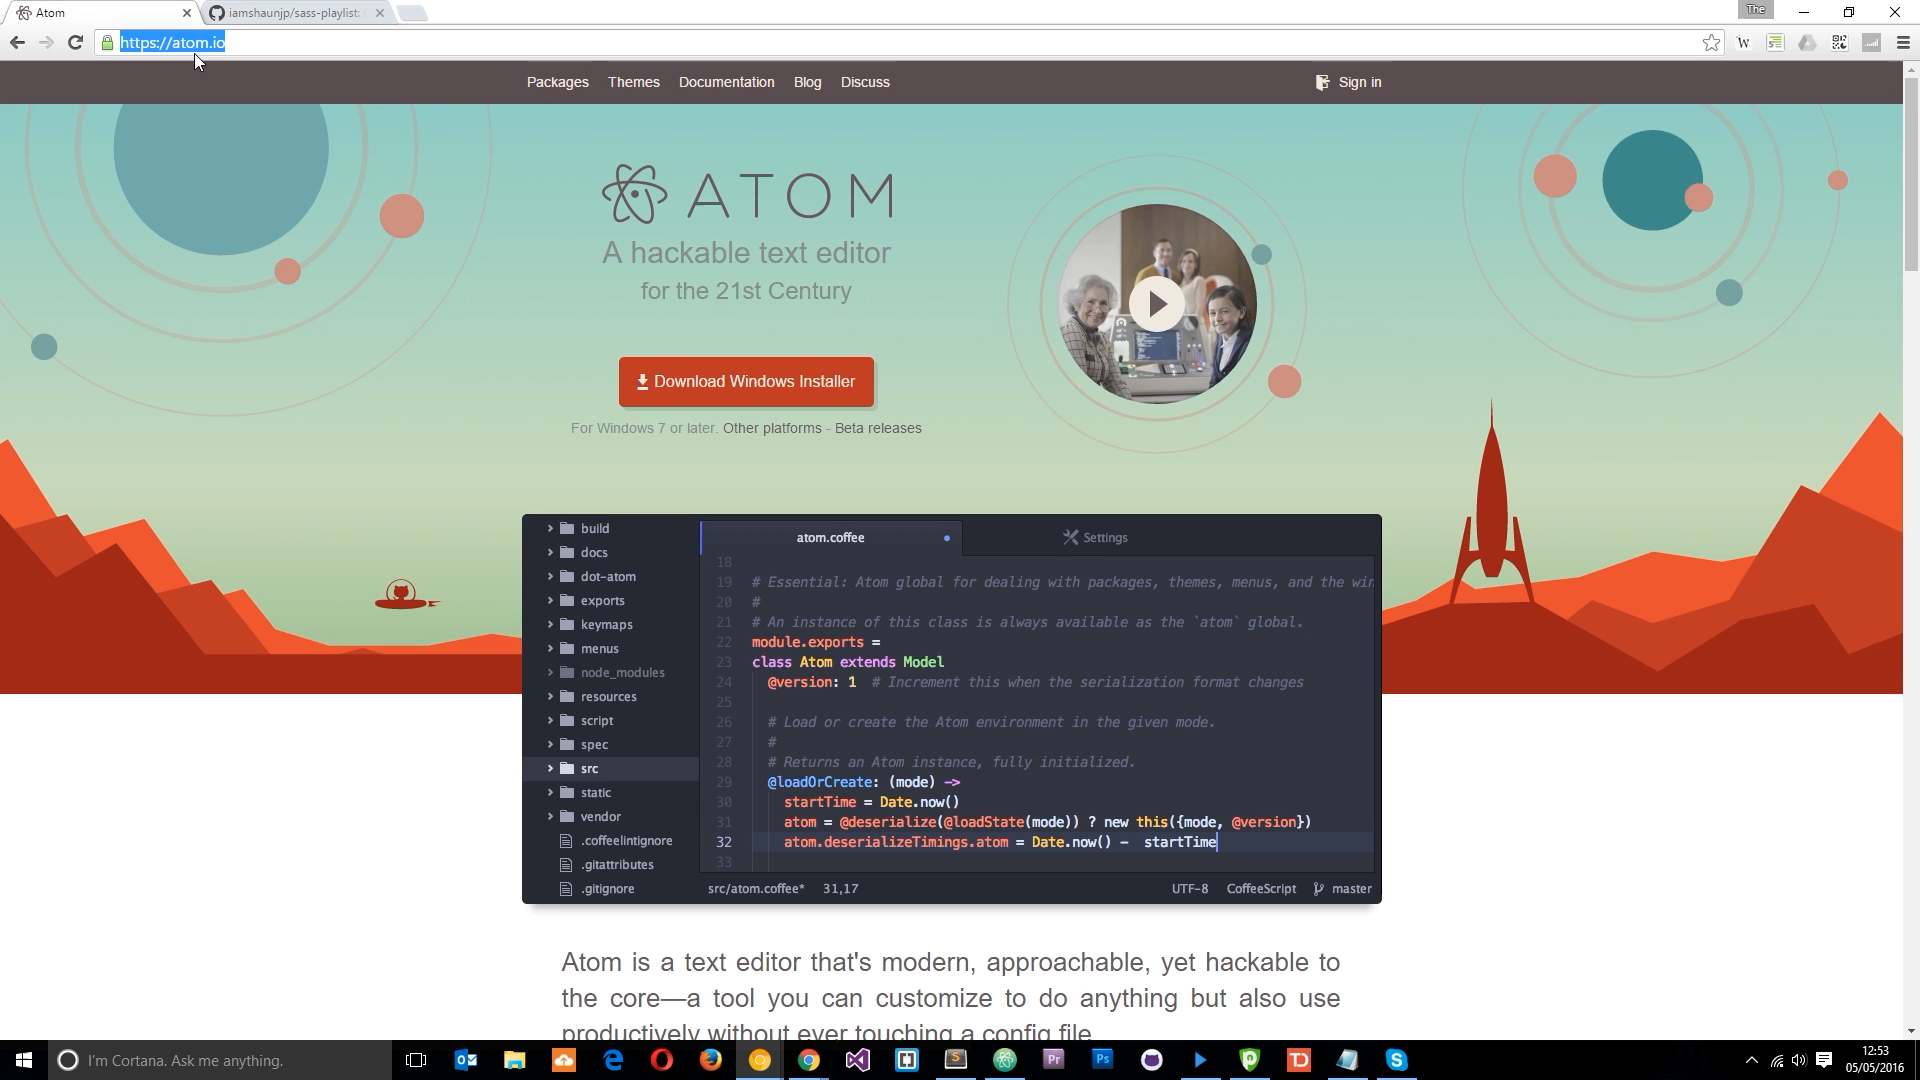 Atom
iamshaunjp/sass-playlist:
The
https://atom.io
Packages Themes Documentation Blog Discuss Sign in
ATOM
A hackable text editor
for the 21st Century
Download Windows Installer
For Windows 7 or later. Other platforms - Beta releases
build
docs
dot-atom
exports
keymaps
menus
node_modules
resources
script
spec
src
static
vendor
.coffeelintignore
.gitattributes
.gitignore
atom.coffee Settings
18
19 # Essential: Atom global for dealing with packages, themes, menus, and the win
20 #
21 # An instance of this class is always available as the `atom` global.
22 module.exports =
23 class Atom extends Model
24 @version: 1 # Increment this when the serialization format changes
25
26 # Load or create the Atom environment in the given mode.
27 #
28 # Returns an Atom instance, fully initialized.
29 @loadOrCreate: (mode) ->
30 startTime = Date.now()
31 atom = @deserialize(@loadState(mode)) ? new this({mode, @version})
32 atom.deserializeTimings.atom = Date.now() - startTime
33
src/atom.coffee* 31,17 UTF-8 CoffeeScript master
Atom is a text editor that's modern, approachable, yet hackable to
the core—a tool you can customize to do anything but also use
productively without ever touching a config file.
I'm Cortana. Ask me anything.
12:53
05/05/2016